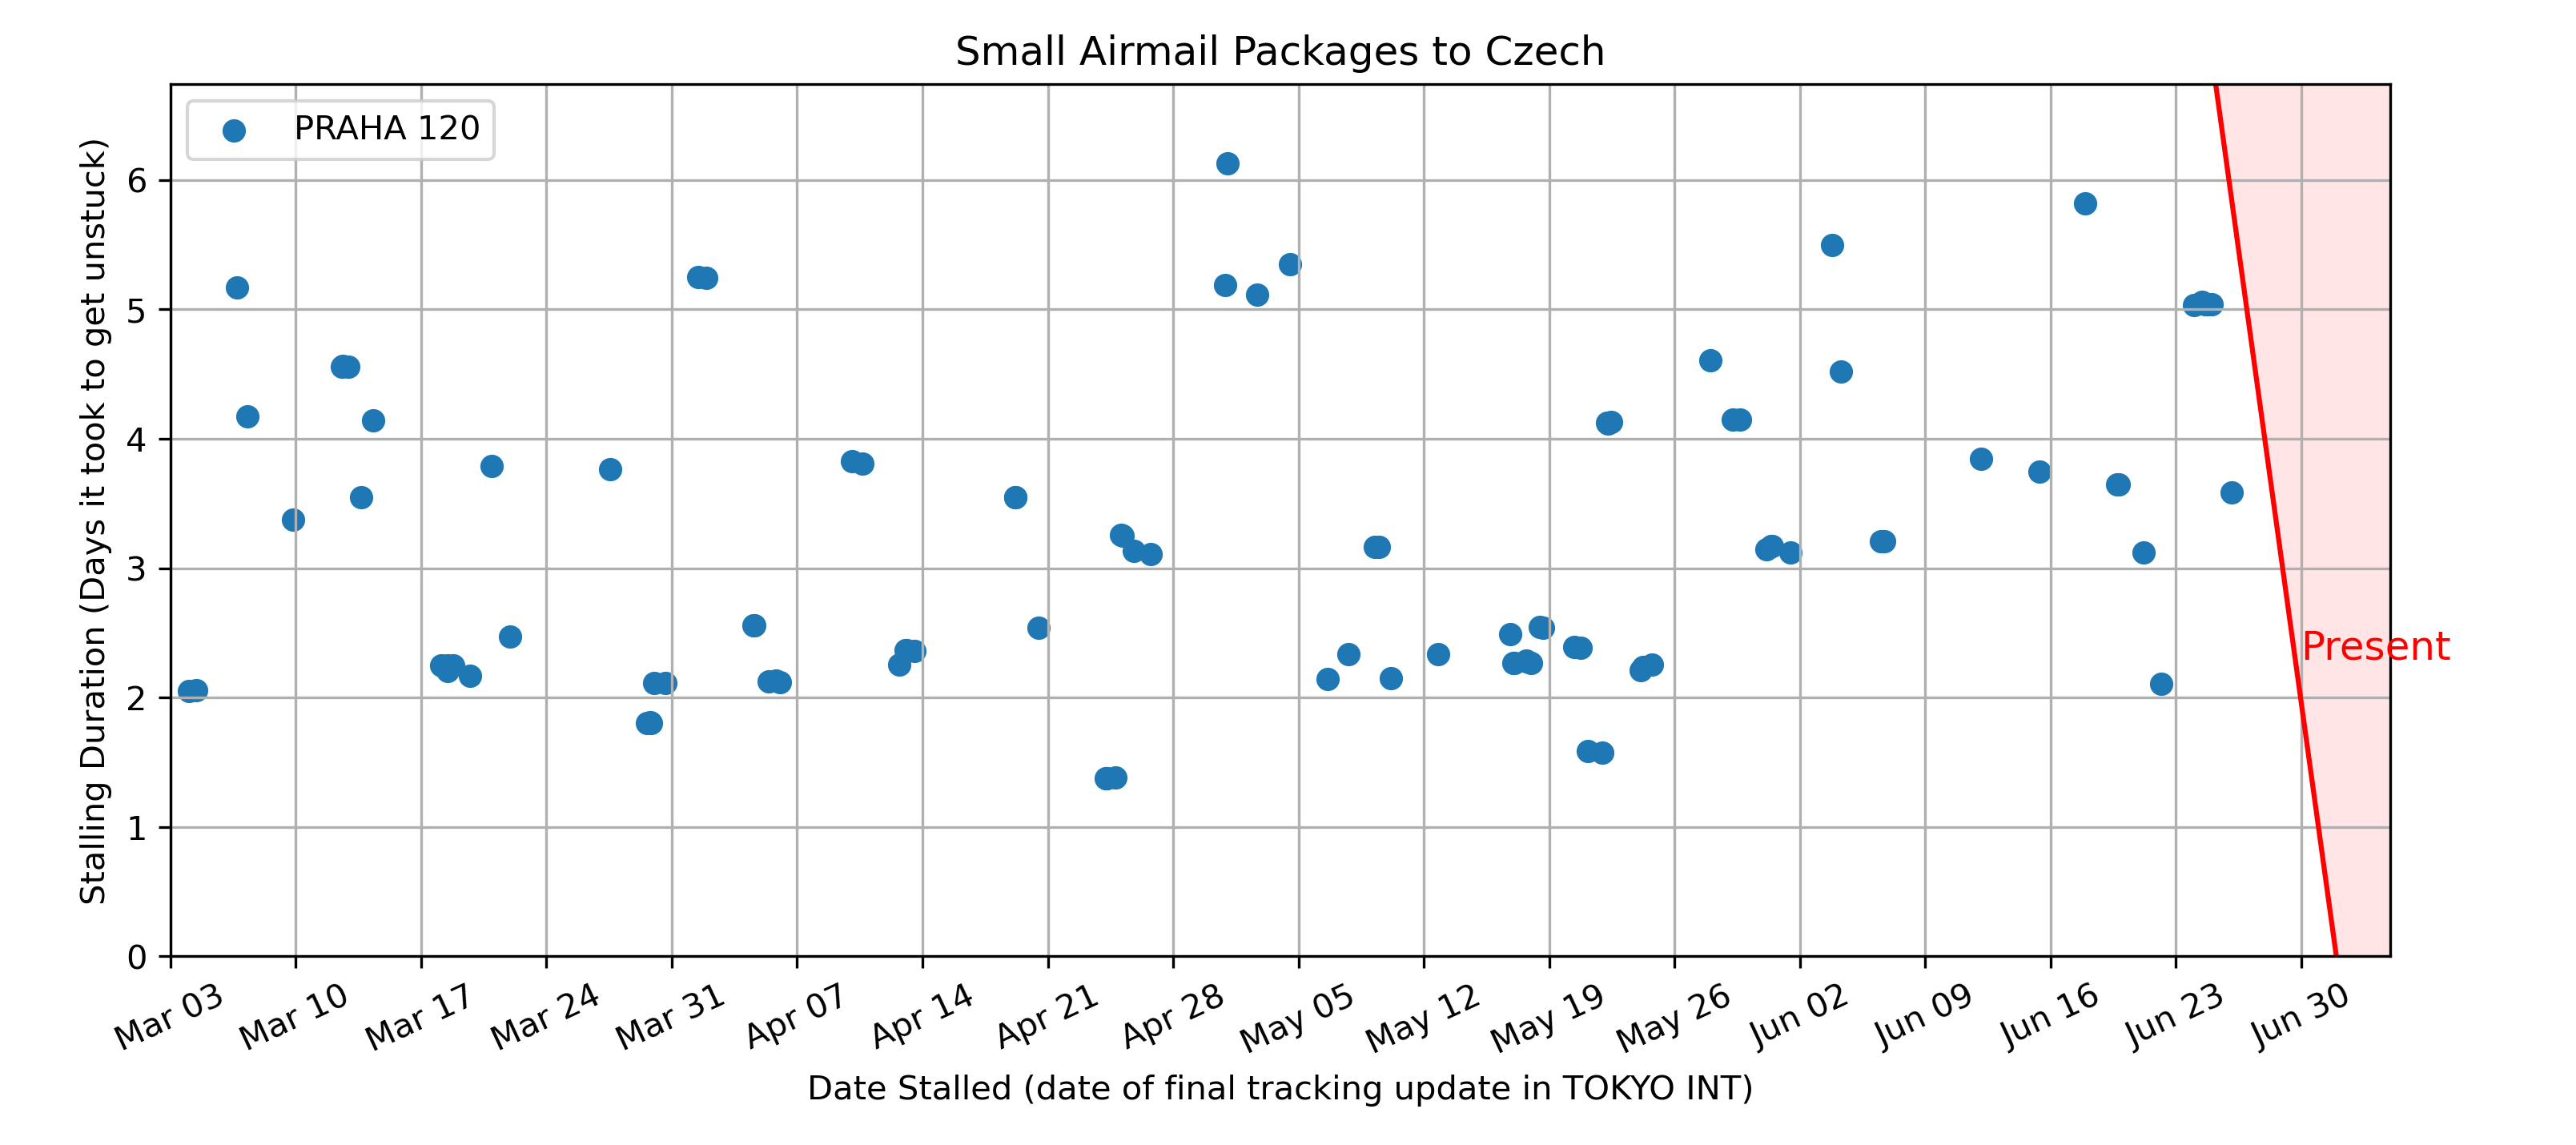 Small Airmail Packages to Czech
PRAHA 120
Stalling Duration (Days it took to get unstuck)
6
5
4
3
2
1
0
Present
Mar 03
Mar 10
Mar 17
Mar 24
Mar 31
Apr 07
Apr 14
Apr 21
Apr 28
May 05
May 12
May 19
May 26
Jun 02
Jun 09
Jun 16
Jun 23
Jun 30
Date Stalled (date of final tracking update in TOKYO INT)